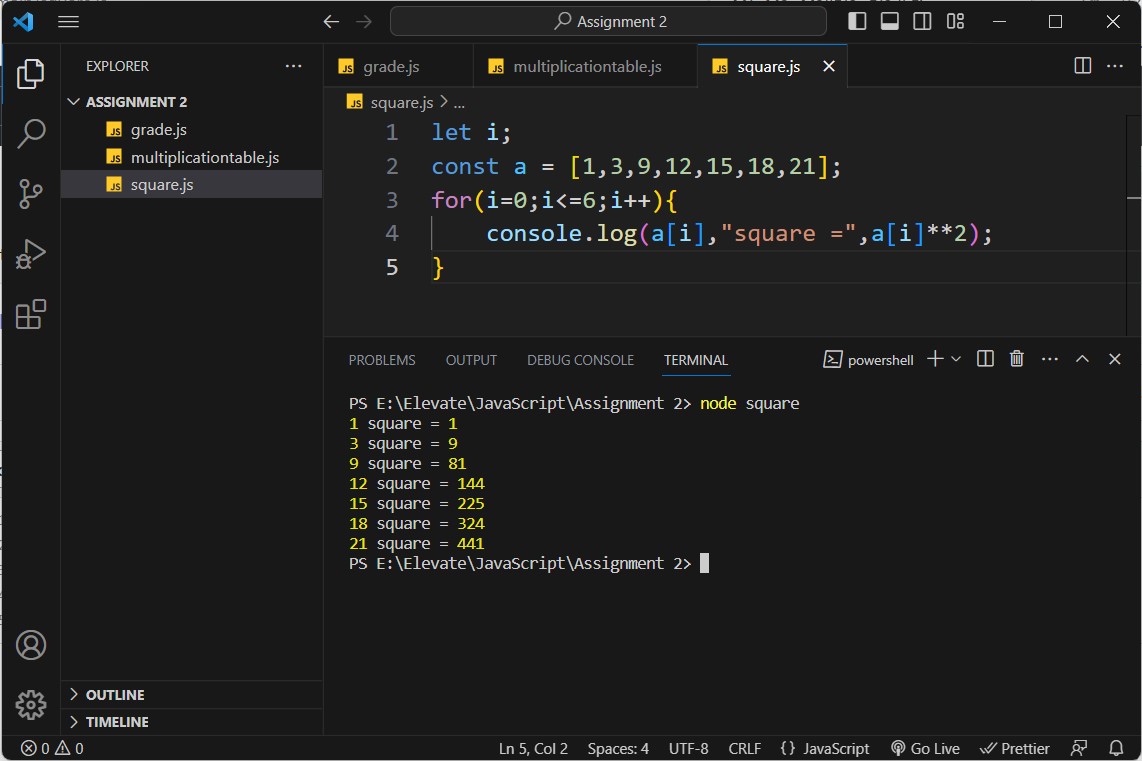 Assignment 2
EXPLORER
ASSIGNMENT 2
JS grade.js
JS multiplicationtable.js
JS square.js
JS grade.js
JS multiplicationtable.js
JS square.js
JS square.js > ...
1 let i;
2 const a = [1,3,9,12,15,18,21];
3 for(i=0;i<=6;i++){
4 console.log(a[i],"square =",a[i]**2);
5 }
PROBLEMS OUTPUT DEBUG CONSOLE TERMINAL powershell
PS E:\Elevate\JavaScript\Assignment 2> node square
1 square = 1
3 square = 9
9 square = 81
12 square = 144
15 square = 225
18 square = 324
21 square = 441
PS E:\Elevate\JavaScript\Assignment 2>
OUTLINE
TIMELINE
0 0 Ln 5, Col 2 Spaces: 4 UTF-8 CRLF {} JavaScript Go Live Prettier